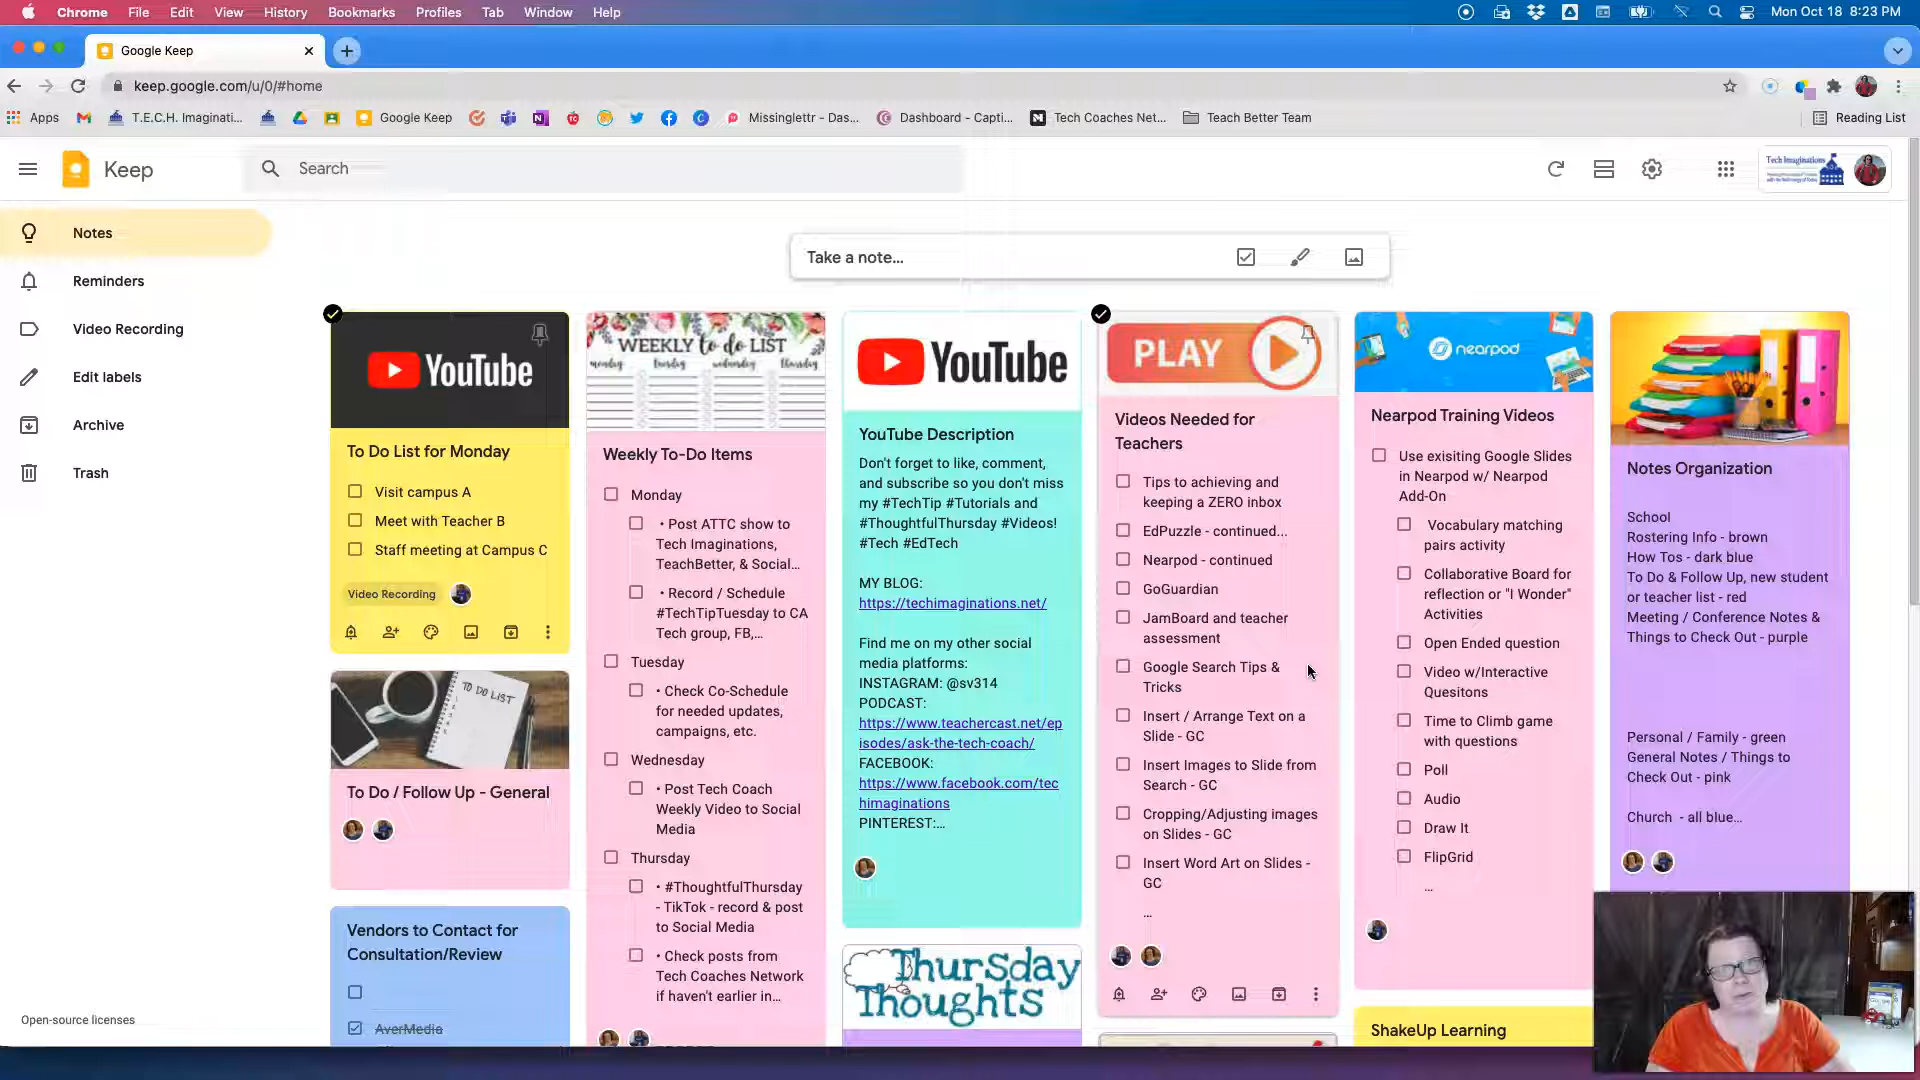 Chrome File Edit View History Bookmarks Profiles Tab Window Help
Mon Oct 18 8:23 PM
Google Keep
keep.google.com/u/0/#home
Apps
T.E.C.H. Imaginati...
Google Keep
Missinglettr - Das...
Dashboard - Capti...
Tech Coaches Net...
Teach Better Team
Reading List
Keep
Search
Tech Imaginations
Notes
Reminders
Video Recording
Edit labels
Archive
Trash
Open-source licenses
Take a note...
YouTube
To Do List for Monday
Visit campus A
Meet with Teacher B
Staff meeting at Campus C
Video Recording
TO DO LIST
To Do / Follow Up - General
Vendors to Contact for
Consultation/Review
AverMedia
WEEKLY to do LIST
monday tuesday wednesday thursday
Weekly To-Do Items
Monday
• Post ATTC show to
Tech Imaginations,
TeachBetter, & Social...
• Record / Schedule
#TechTipTuesday to CA
Tech group, FB,...
Tuesday
• Check Co-Schedule
for needed updates,
campaigns, etc.
Wednesday
• Post Tech Coach
Weekly Video to Social
Media
Thursday
• #ThoughtfulThursday
- TikTok - record & post
to Social Media
• Check posts from
Tech Coaches Network
if haven't earlier in...
YouTube
YouTube Description
Don't forget to like, comment,
and subscribe so you don't miss
my #TechTip #Tutorials and
#ThoughtfulThursday #Videos!
#Tech #EdTech
MY BLOG:
https://techimaginations.net/
Find me on my other social
media platforms:
INSTAGRAM: @sv314
PODCAST:
https://www.teachercast.net/ep
isodes/ask-the-tech-coach/
FACEBOOK:
https://www.facebook.com/tec
himaginations
PINTEREST:...
Thursday
Thoughts
PLAY
Videos Needed for
Teachers
Tips to achieving and
keeping a ZERO inbox
EdPuzzle - continued...
Nearpod - continued
GoGuardian
JamBoard and teacher
assessment
Google Search Tips &
Tricks
Insert / Arrange Text on a
Slide - GC
Insert Images to Slide from
Search - GC
Cropping/Adjusting images
on Slides - GC
Insert Word Art on Slides -
GC
...
nearpod
Nearpod Training Videos
Use exisiting Google Slides
in Nearpod w/ Nearpod
Add-On
Vocabulary matching
pairs activity
Collaborative Board for
reflection or "I Wonder"
Activities
Open Ended question
Video w/Interactive
Quesitons
Time to Climb game
with questions
Poll
Audio
Draw It
FlipGrid
...
ShakeUp Learning
Notes Organization
School
Rostering Info - brown
How Tos - dark blue
To Do & Follow Up, new student
or teacher list - red
Meeting / Conference Notes &
Things to Check Out - purple
Personal / Family - green
General Notes / Things to
Check Out - pink
Church - all blue...